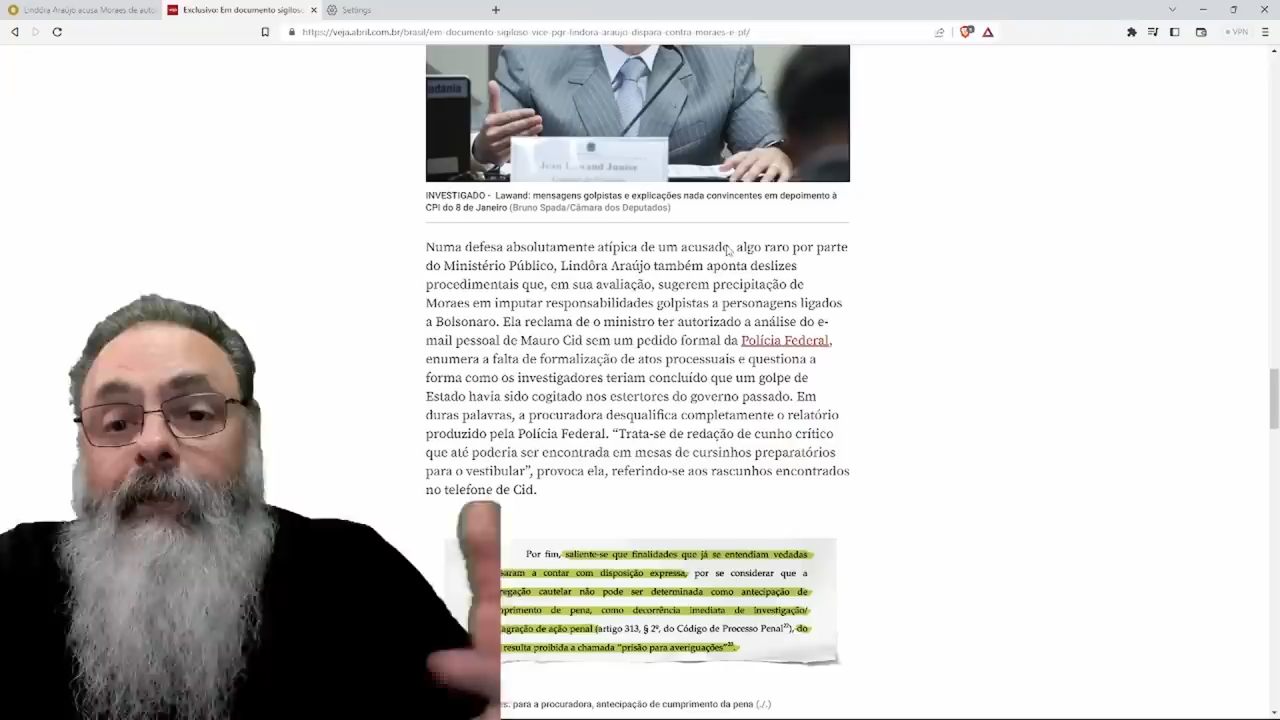 Lindôra Araújo acusa Moraes de auto
Exclusivo: Em documento sigiloso
Settings
https://veja.abril.com.br/brasil/em-documento-sigiloso-vice-pgr-lindora-araujo-dispara-contra-moraes-e-pf/
VPN
adania
Jean Lawand Junior
INVESTIGADO - Lawand: mensagens golpistas e explicações nada convincentes em depoimento à
CPI do 8 de Janeiro (Bruno Spada/Câmara dos Deputados)
Numa defesa absolutamente atípica de um acusado, algo raro por parte
do Ministério Público, Lindôra Araújo também aponta deslizes
procedimentais que, em sua avaliação, sugerem precipitação de
Moraes em imputar responsabilidades golpistas a personagens ligados
a Bolsonaro. Ela reclama de o ministro ter autorizado a análise do e-
mail pessoal de Mauro Cid sem um pedido formal da Polícia Federal,
enumera a falta de formalização de atos processuais e questiona a
forma como os investigadores teriam concluído que um golpe de
Estado havia sido cogitado nos estertores do governo passado. Em
duras palavras, a procuradora desqualifica completamente o relatório
produzido pela Polícia Federal. “Trata-se de redação de cunho crítico
que até poderia ser encontrada em mesas de cursinhos preparatórios
para o vestibular”, provoca ela, referindo-se aos rascunhos encontrados
no telefone de Cid.
Por fim, saliente-se que finalidades que já se entendiam vedadas
saram a contar com disposição expressa, por se considerar que a
regação cautelar não pode ser determinada como antecipação de
primento de pena, como decorrência imediata de investigação/
agração de ação penal (artigo 313, § 2º, do Código de Processo Penal), do
resulta proibida a chamada “prisão para averiguações”.
s: para a procuradora, antecipação de cumprimento da pena (./.)